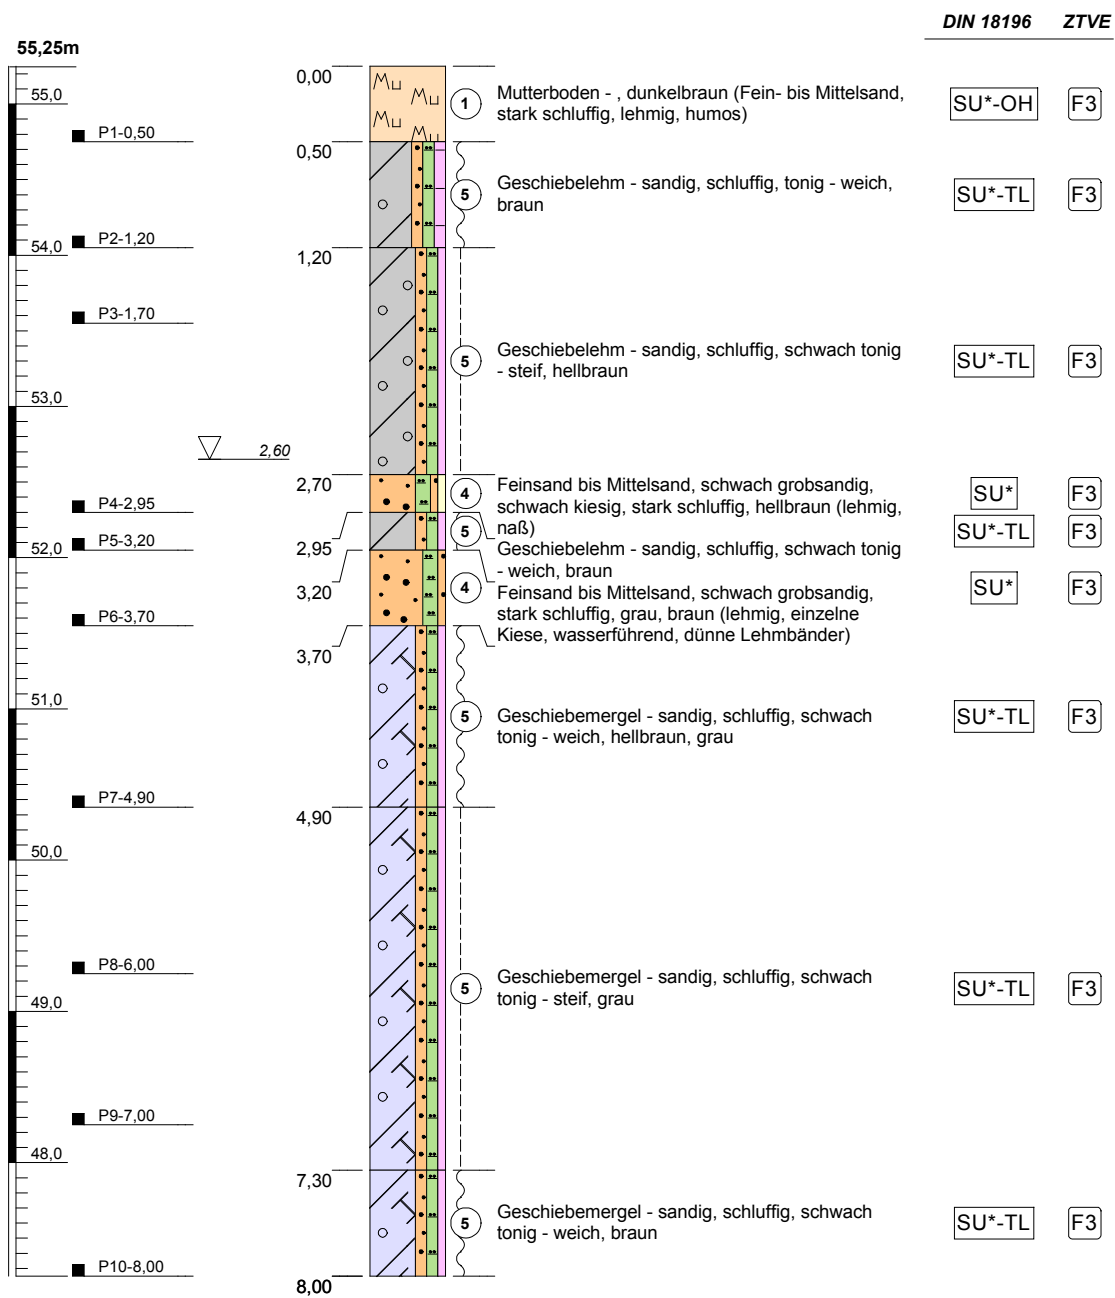 DIN 18196 ZTVE
55,25m
0,00
Mutterboden - , dunkelbraun (Fein- bis Mittelsand,
stark schluffig, lehmig, humos)
1
SU*-OH F3
55,0
P1-0,50
0,50
Geschiebelehm - sandig, schluffig, tonig - weich,
braun
5
SU*-TL F3
P2-1,20
54,0
1,20
P3-1,70
Geschiebelehm - sandig, schluffig, schwach tonig
- steif, hellbraun
5
SU*-TL F3
53,0
2,60
2,70
Feinsand bis Mittelsand, schwach grobsandig,
schwach kiesig, stark schluffig, hellbraun (lehmig,
naß)
4
SU* F3
P4-2,95
2,95
5
SU*-TL F3
P5-3,20
52,0
Geschiebelehm - sandig, schluffig, schwach tonig
- weich, braun
3,20
4
SU* F3
Feinsand bis Mittelsand, schwach grobsandig,
stark schluffig, grau, braun (lehmig, einzelne
Kiese, wasserführend, dünne Lehmbänder)
P6-3,70
3,70
51,0
Geschiebemergel - sandig, schluffig, schwach
tonig - weich, hellbraun, grau
5
SU*-TL F3
P7-4,90
4,90
50,0
P8-6,00
Geschiebemergel - sandig, schluffig, schwach
tonig - steif, grau
5
SU*-TL F3
49,0
P9-7,00
48,0
7,30
Geschiebemergel - sandig, schluffig, schwach
tonig - weich, braun
5
SU*-TL F3
P10-8,00
8,00